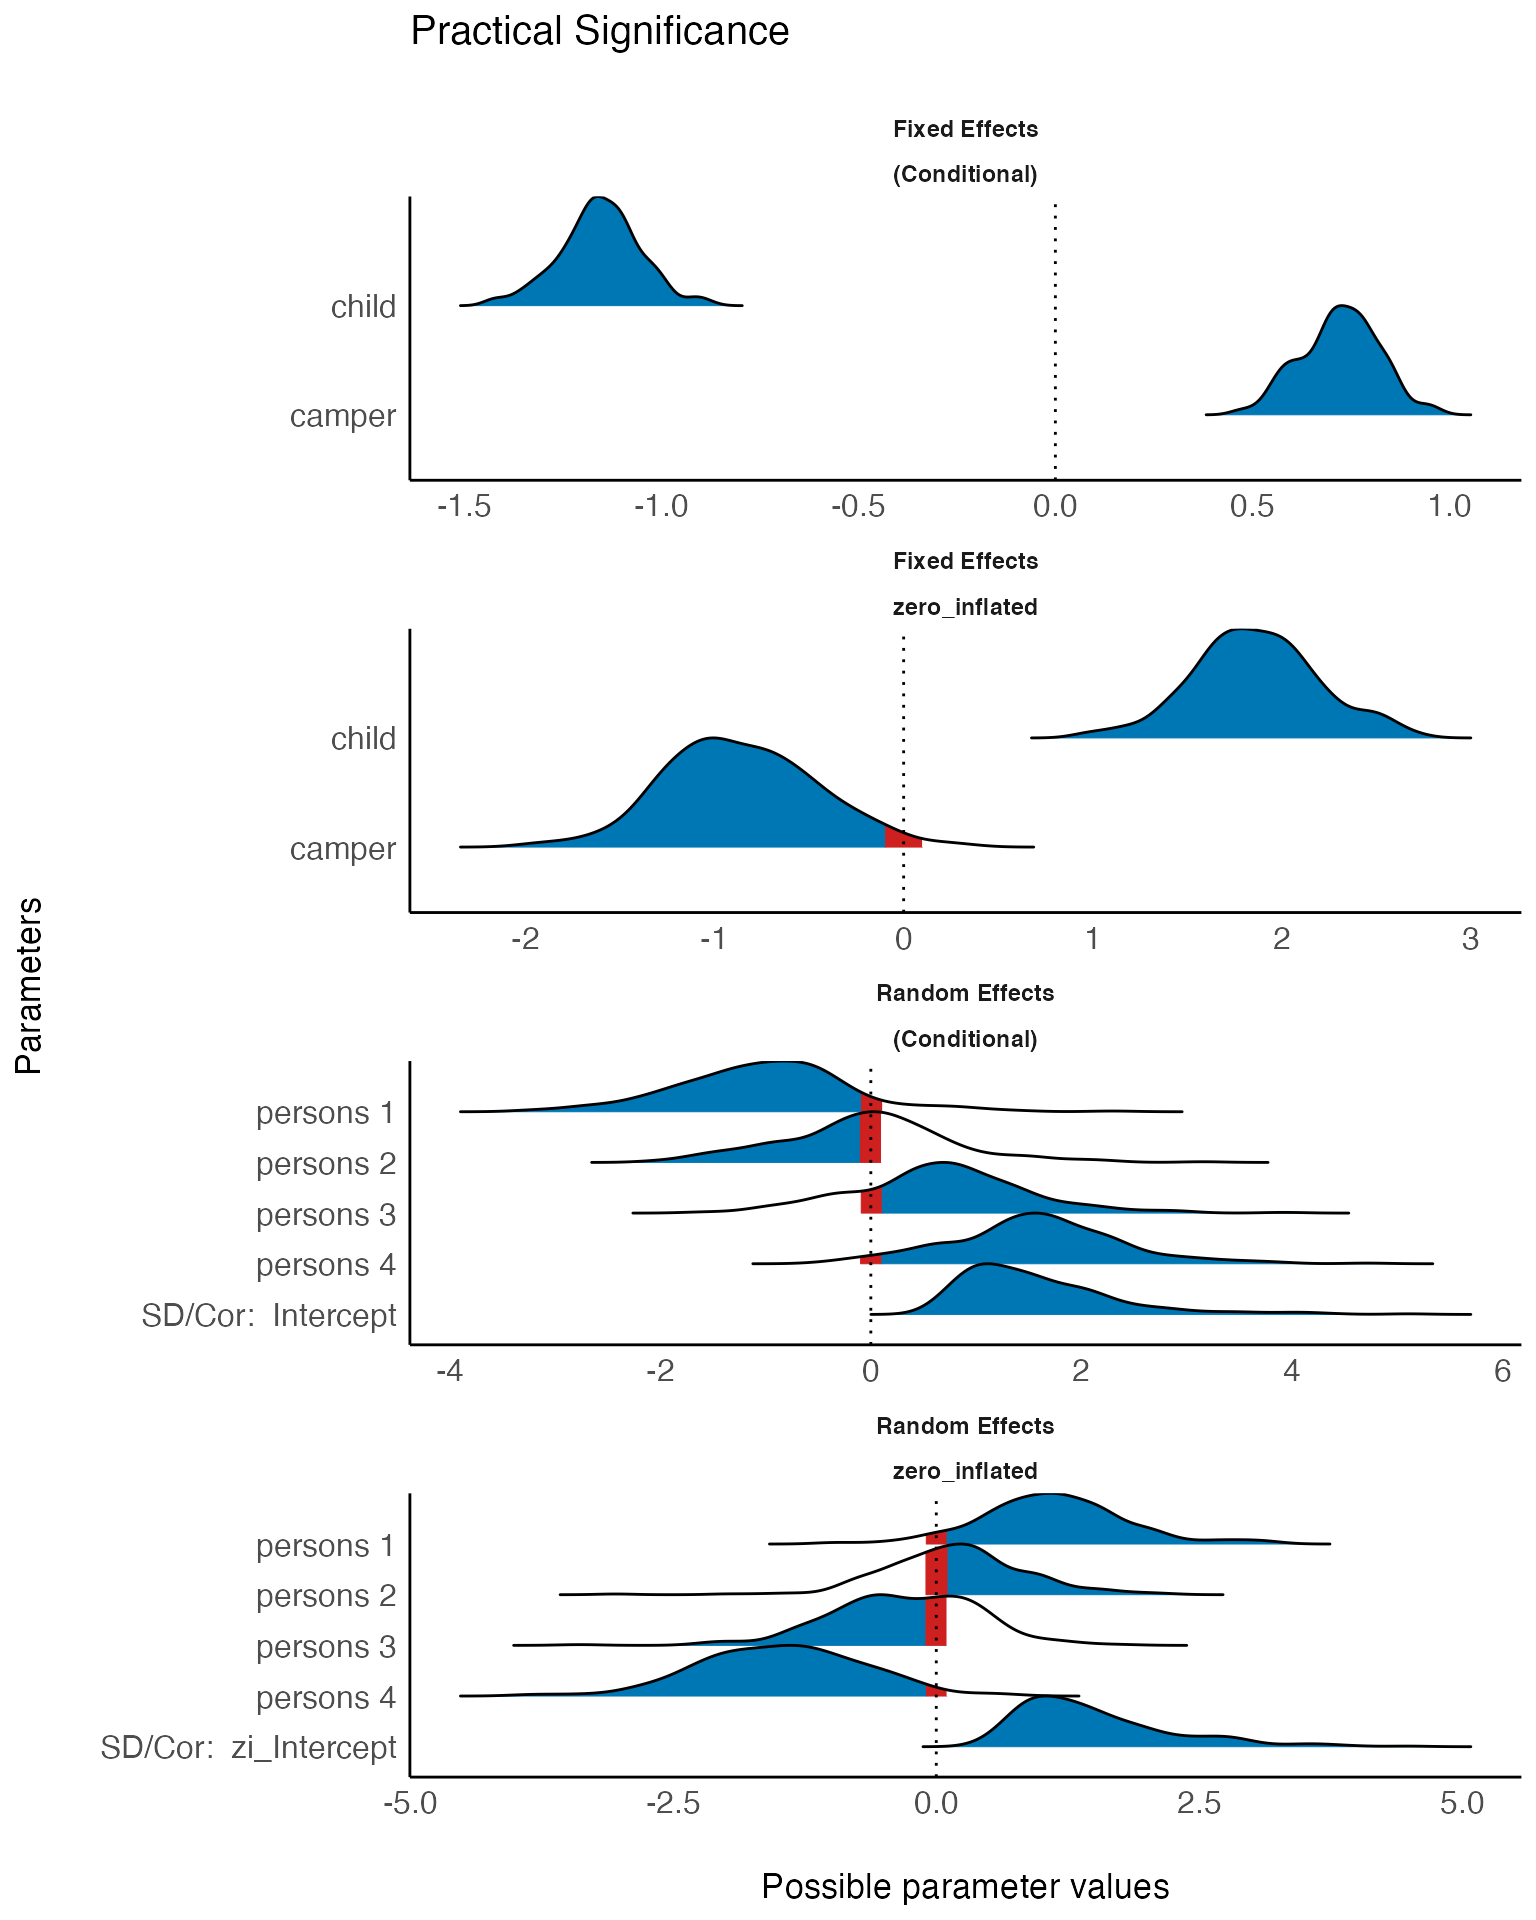 Practical Significance
Fixed Effects
(Conditional)
child
camper
-1.5 -1.0 -0.5 0.0 0.5 1.0
Fixed Effects
zero_inflated
child
camper
-2 -1 0 1 2 3
Parameters
Random Effects
(Conditional)
persons 1
persons 2
persons 3
persons 4
SD/Cor: Intercept
-4 -2 0 2 4 6
Random Effects
zero_inflated
persons 1
persons 2
persons 3
persons 4
SD/Cor: zi_Intercept
-5.0 -2.5 0.0 2.5 5.0
Possible parameter values